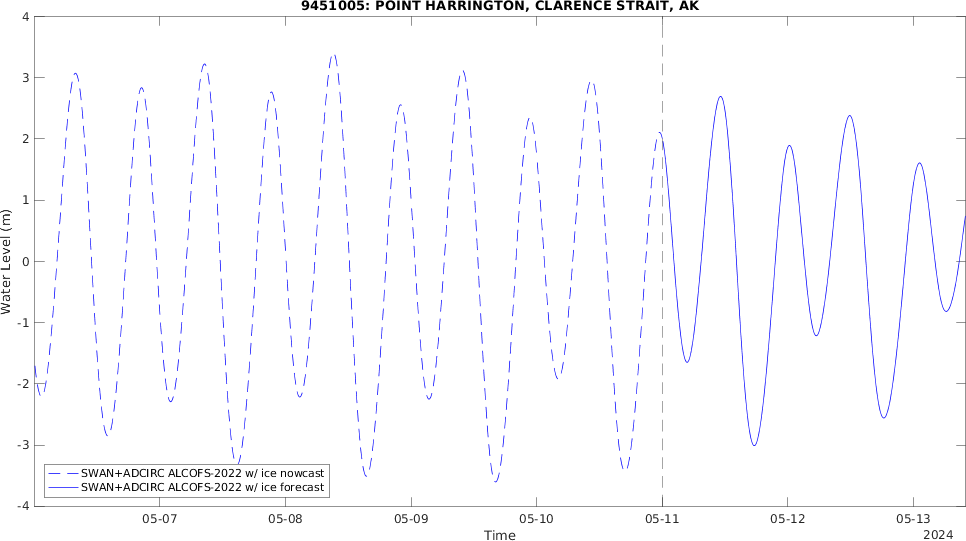 9451005: POINT HARRINGTON, CLARENCE STRAIT, AK
4
3
2
1
0
-1
-2
-3
-4
Water Level (m)
SWAN+ADCIRC ALCOFS-2022 w/ ice nowcast
SWAN+ADCIRC ALCOFS-2022 w/ ice forecast
05-07 05-08 05-09 05-10 05-11 05-12 05-13
Time
2024